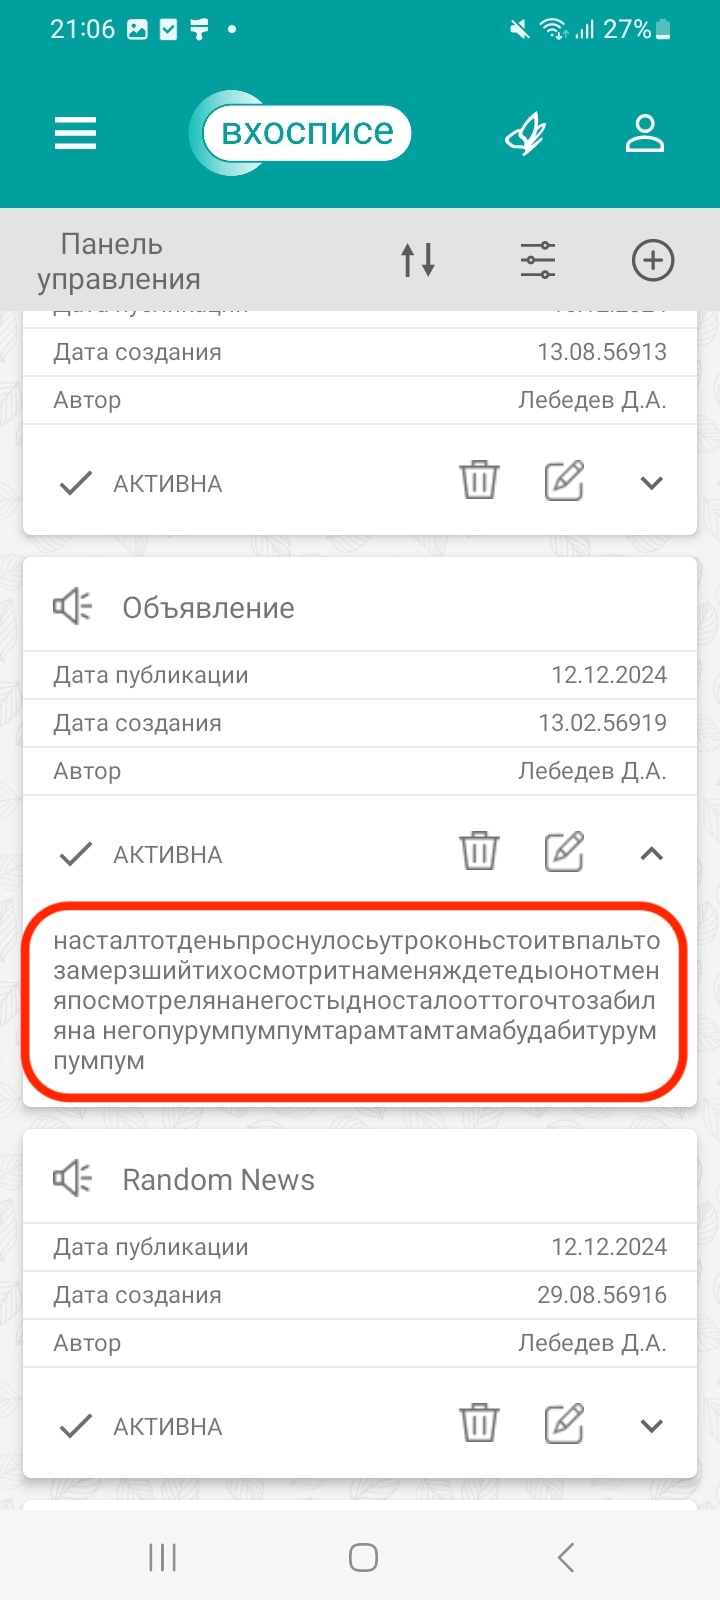 21:06
27%
вхосписе
Панель
управления
Дата создания 13.08.56913
Автор Лебедев Д.А.
АКТИВНА
Объявление
Дата публикации 12.12.2024
Дата создания 13.02.56919
Автор Лебедев Д.А.
АКТИВНА
насталтотденьпроснулосьутроконьстоитвпальто
замерзшийтихосмотритнаменяждетедыонотмен
япосмотрелянанегостыдносталооттогочтозабил
яна негопурумпумпумтарамтамтамабудабитурум
пумпум
Random News
Дата публикации 12.12.2024
Дата создания 29.08.56916
Автор Лебедев Д.А.
АКТИВНА